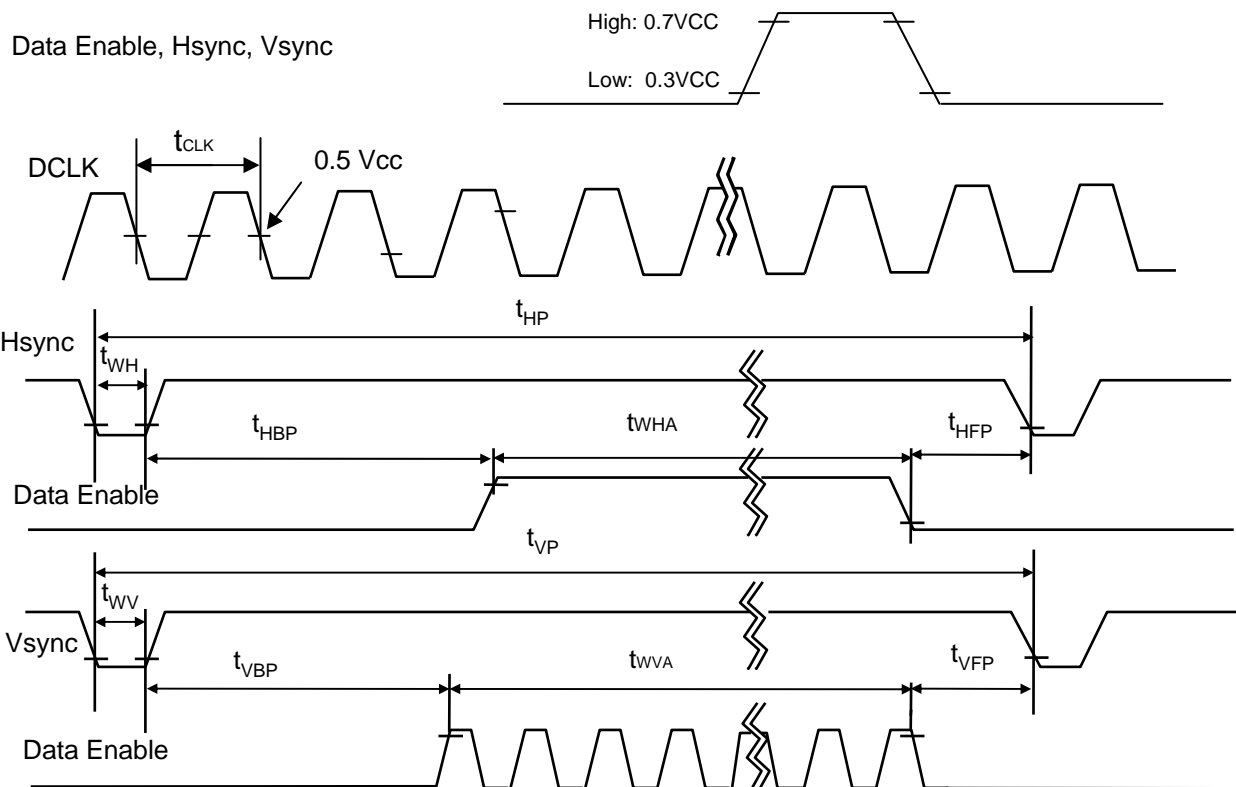 High: 0.7VCC
Data Enable, Hsync, Vsync
Low: 0.3VCC
tCLK
0.5 Vcc
DCLK
tHP
Hsync
tWH
tHBP
tWHA
tHFP
Data Enable
tVP
tWV
Vsync
tVBP
tWVA
tVFP
Data Enable